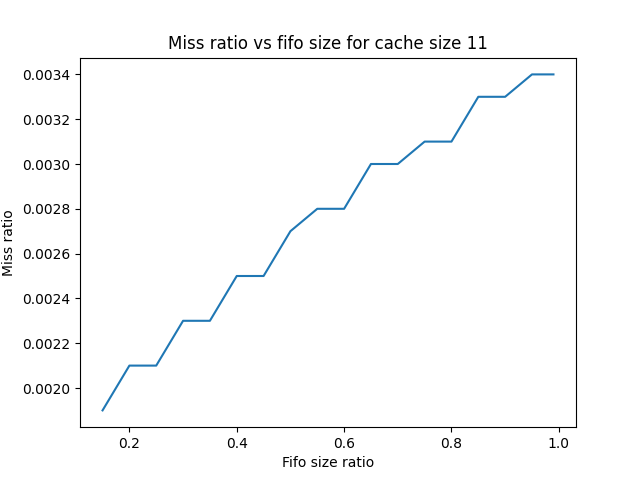 Miss ratio vs fifo size for cache size 11
0.0034
0.0032
0.0030
0.0028
0.0026
0.0024
0.0022
0.0020
Miss ratio
0.2 0.4 0.6 0.8 1.0
Fifo size ratio